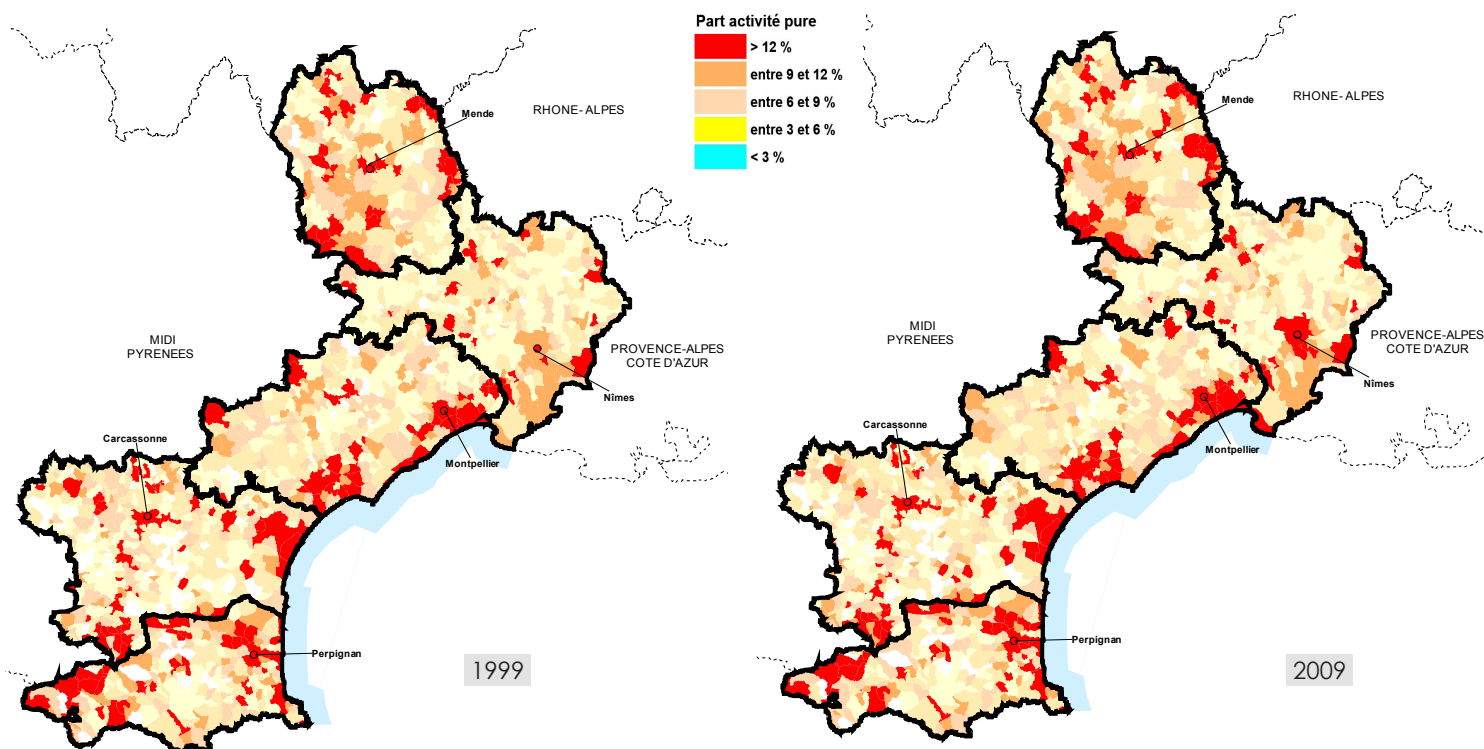 Part activité pure
> 12 %
entre 9 et 12 %
entre 6 et 9 %
entre 3 et 6 %
< 3 %
RHONE- ALPES
Mende
MIDI
PYRENEES
PROVENCE-ALPES
COTE D'AZUR
Nîmes
Carcassonne
Montpellier
Perpignan
1999
RHONE- ALPES
Mende
MIDI
PYRENEES
PROVENCE-ALPES
COTE D'AZUR
Nîmes
Carcassonne
Montpellier
Perpignan
2009